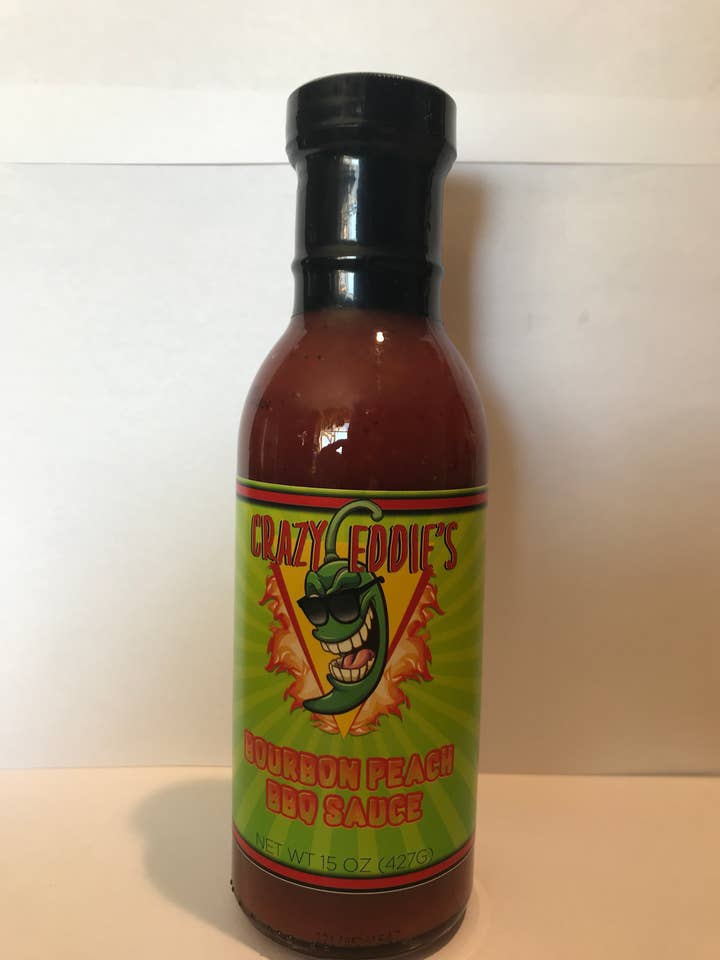 CRAZY EDDIE'S
BOURBON PEACH
BBQ SAUCE
NET WT 15 OZ (427G)